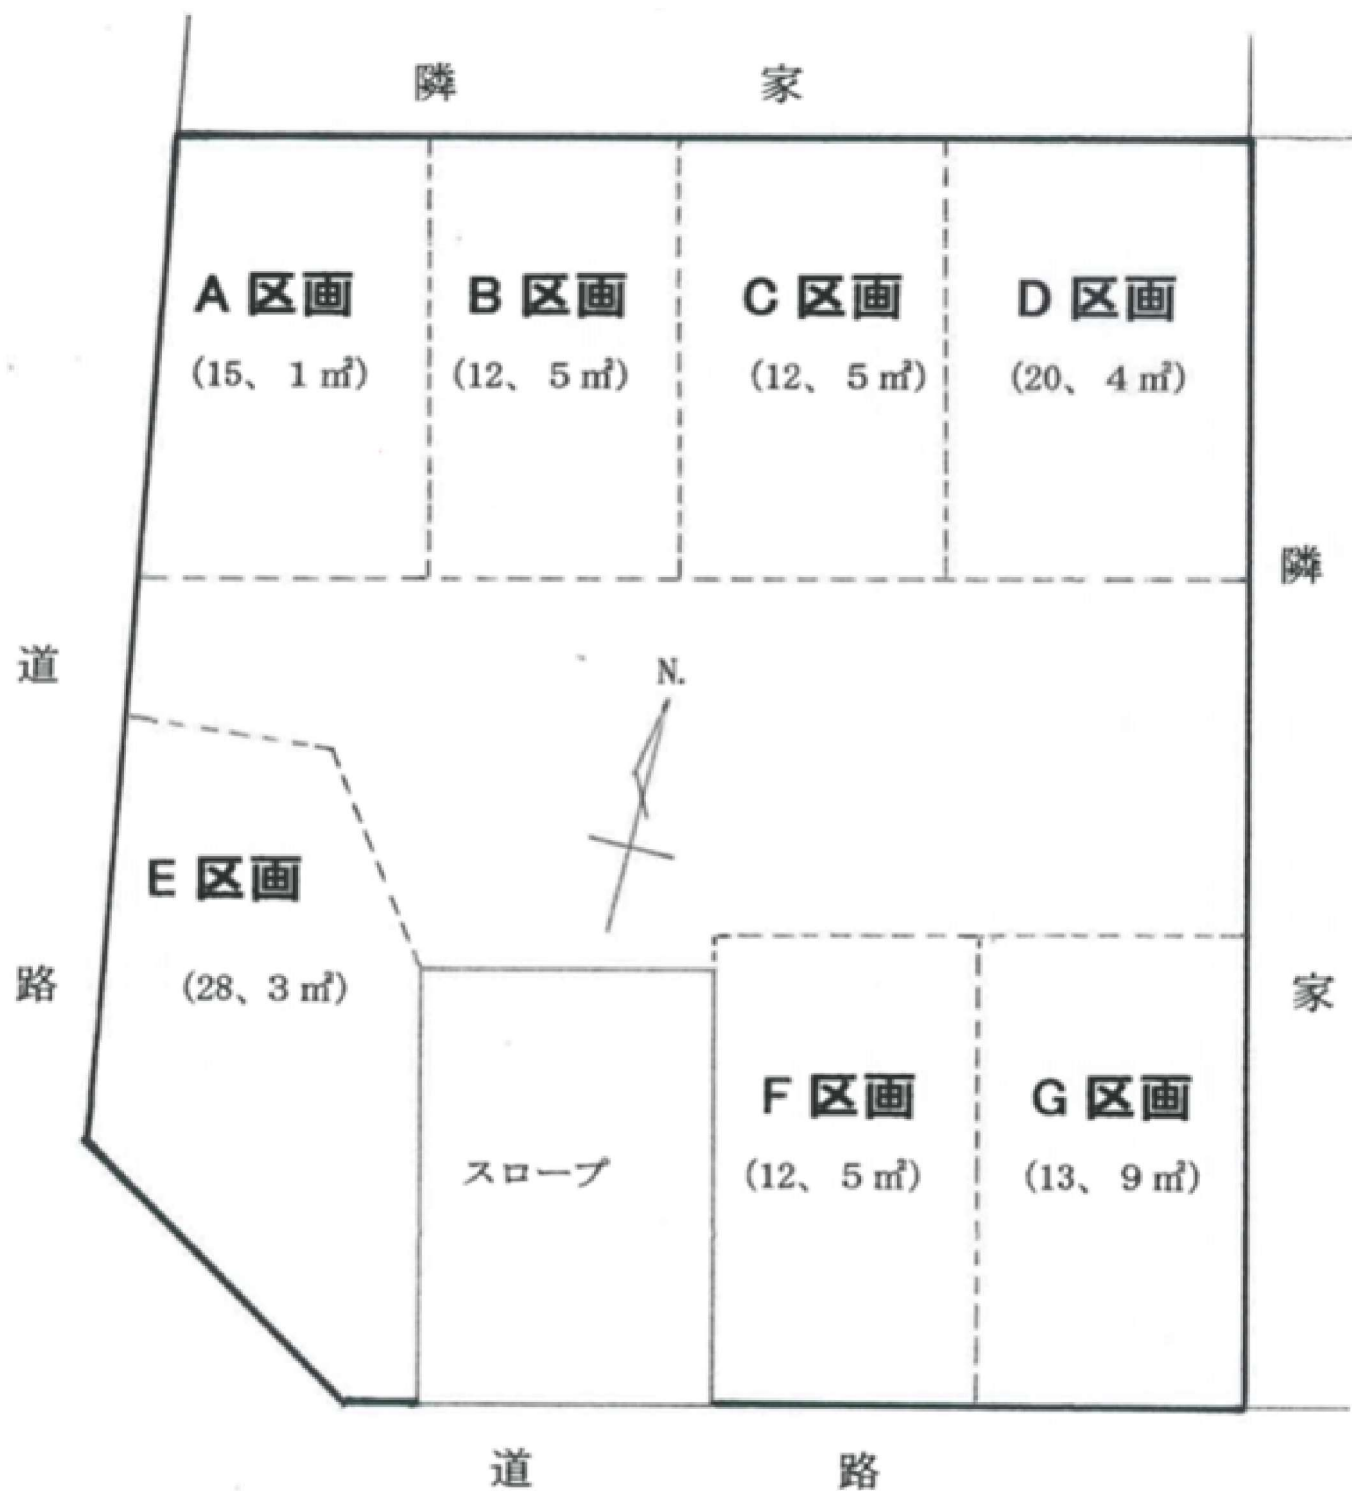 隣 家
A 区画
(15、1㎡)
B 区画
(12、5㎡)
C 区画
(12、5㎡)
D 区画
(20、4㎡)
隣 家
道 路
N.
E 区画
(28、3㎡)
スロープ
F 区画
(12、5㎡)
G 区画
(13、9㎡)
道 路